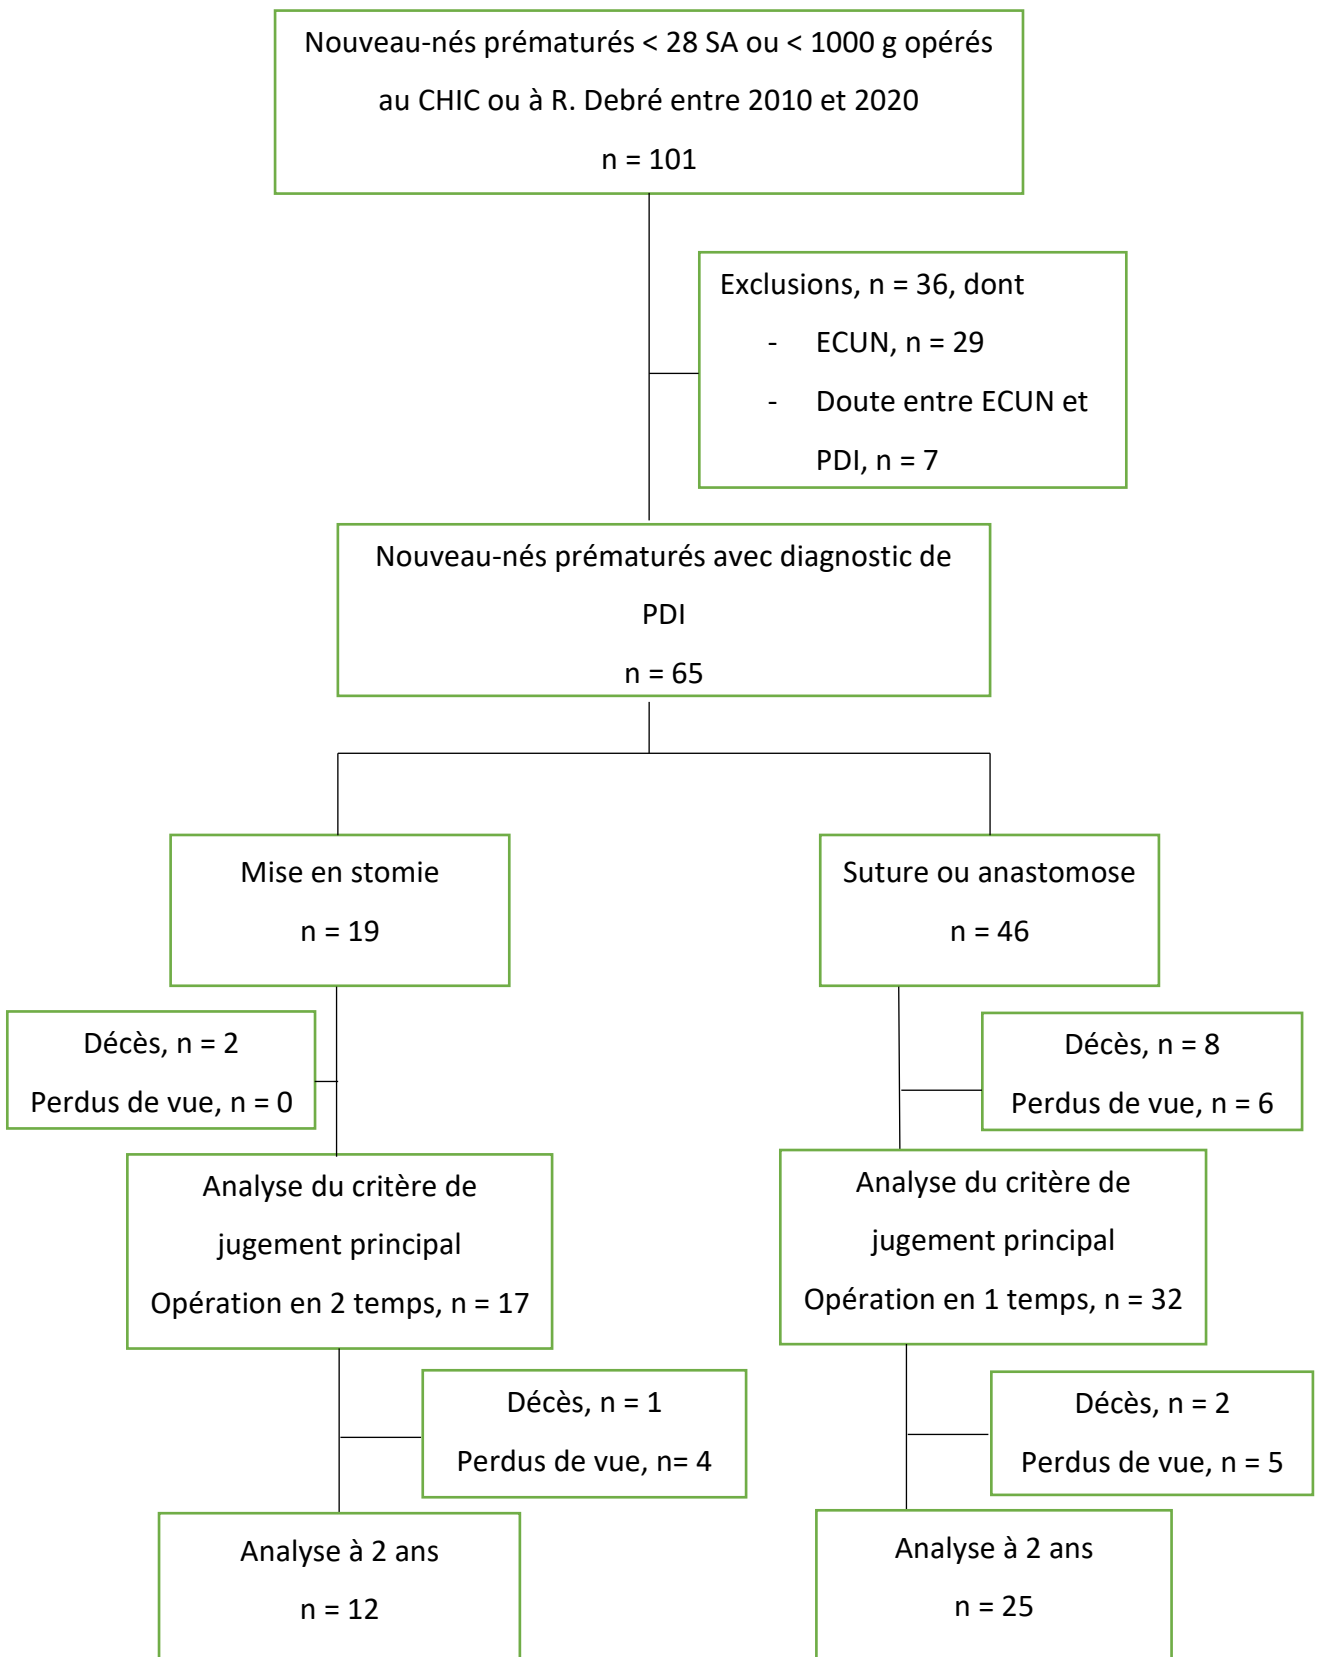 Nouveau-nés prématurés < 28 SA ou < 1000 g opérés
au CHIC ou à R. Debré entre 2010 et 2020
n = 101
Exclusions, n = 36, dont
- ECUN, n = 29
- Doute entre ECUN et
PDI, n = 7
Nouveau-nés prématurés avec diagnostic de
PDI
n = 65
Mise en stomie
n = 19
Suture ou anastomose
n = 46
Décès, n = 2
Perdus de vue, n = 0
Décès, n = 8
Perdus de vue, n = 6
Analyse du critère de
jugement principal
Opération en 2 temps, n = 17
Analyse du critère de
jugement principal
Opération en 1 temps, n = 32
Décès, n = 1
Perdus de vue, n= 4
Décès, n = 2
Perdus de vue, n = 5
Analyse à 2 ans
n = 12
Analyse à 2 ans
n = 25